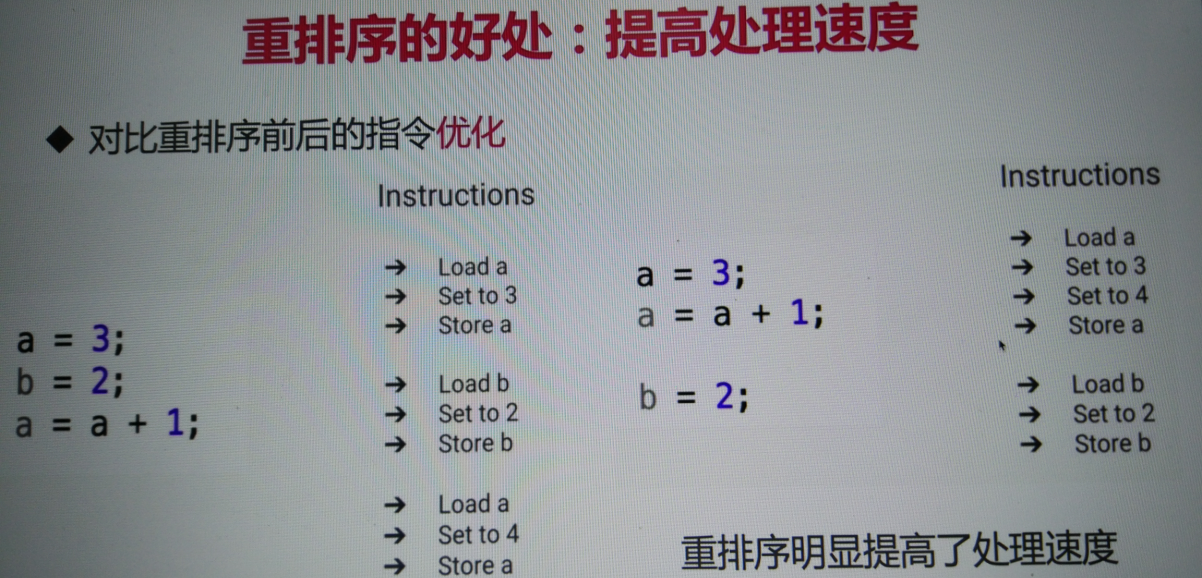 重排序的好处：提高处理速度
◆ 对比重排序前后的指令优化
a = 3;
b = 2;
a = a + 1;
Instructions
➔ Load a
➔ Set to 3
➔ Store a
➔ Load b
➔ Set to 2
➔ Store b
➔ Load a
➔ Set to 4
➔ Store a
a = 3;
a = a + 1;
b = 2;
Instructions
➔ Load a
➔ Set to 3
➔ Set to 4
➔ Store a
➔ Load b
➔ Set to 2
➔ Store b
重排序明显提高了处理速度